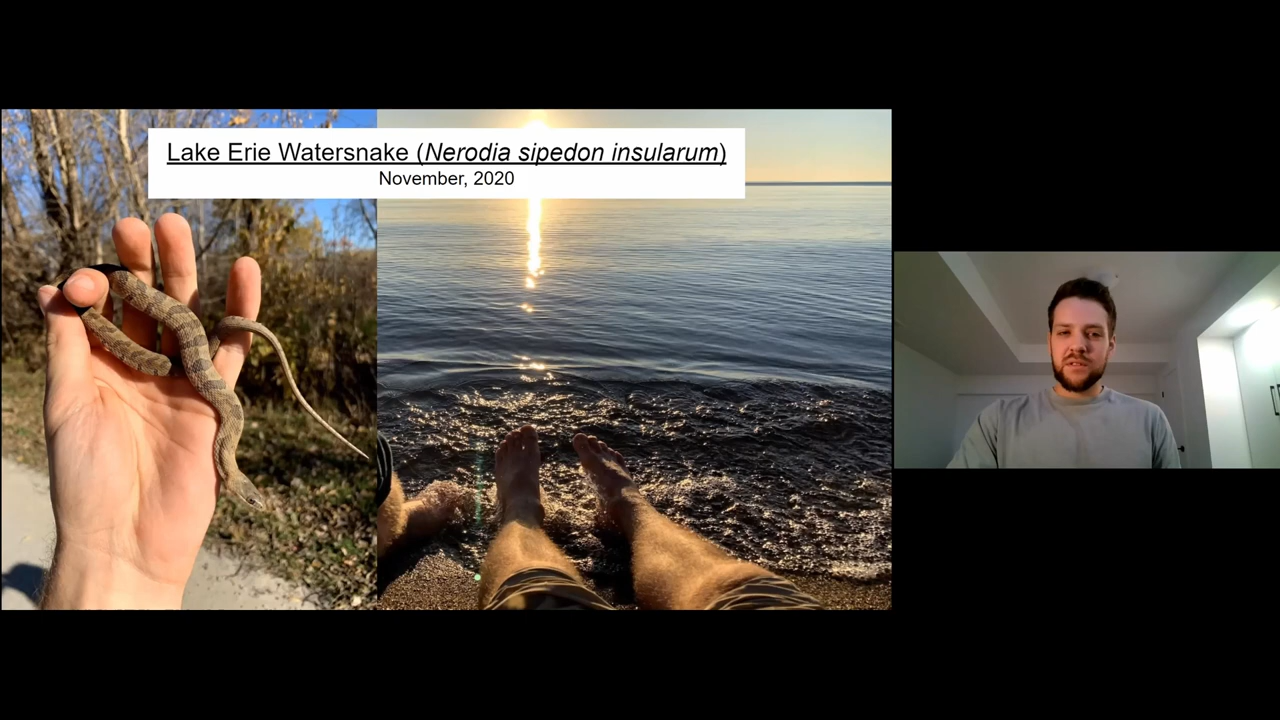 Lake Erie Watersnake (Nerodia sipedon insularum)
November, 2020